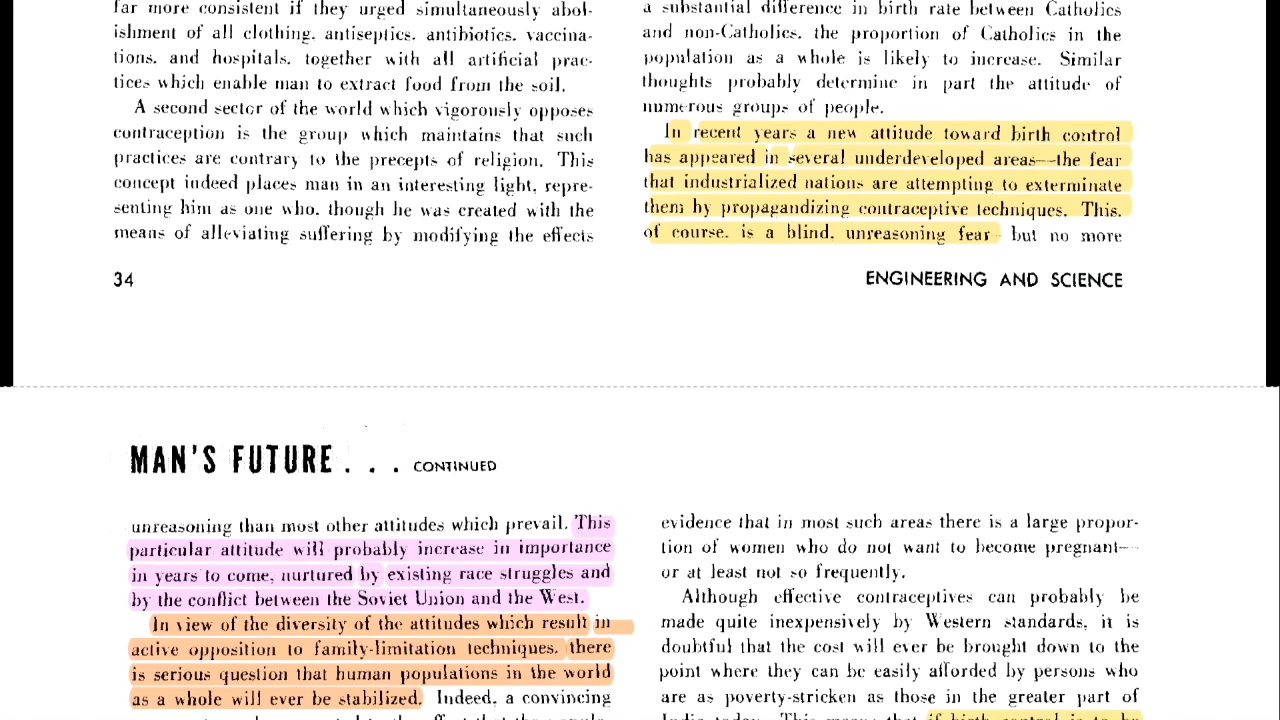 far more consistent if they urged simultaneously abol-
ishment of all clothing, antiseptics, antibiotics, vaccina-
tions, and hospitals, together with all artificial prac-
tices which enable man to extract food from the soil.
A second sector of the world which vigorously opposes
contraception is the group which maintains that such
practices are contrary to the precepts of religion. This
concept indeed places man in an interesting light, repre-
senting him as one who, though he was created with the
means of alleviating suffering by modifying the effects
34
a substantial difference in birth rate between Catholics
and non-Catholics, the proportion of Catholics in the
population as a whole is likely to increase. Similar
thoughts probably determine in part the attitude of
numerous groups of people.
In recent years a new attitude toward birth control
has appeared in several underdeveloped areas—the fear
that industrialized nations are attempting to exterminate
them by propagandizing contraceptive techniques. This,
of course, is a blind, unreasoning fear but no more
ENGINEERING AND SCIENCE
MAN'S FUTURE . . . CONTINUED
unreasoning than most other attitudes which prevail. This
particular attitude will probably increase in importance
in years to come, nurtured by existing race struggles and
by the conflict between the Soviet Union and the West.
In view of the diversity of the attitudes which result in
active opposition to family-limitation techniques, there
is serious question that human populations in the world
as a whole will ever be stabilized. Indeed, a convincing
evidence that in most such areas there is a large propor-
tion of women who do not want to become pregnant—
or at least not so frequently.
Although effective contraceptives can probably be
made quite inexpensively by Western standards, it is
doubtful that the cost will ever be brought down to the
point where they can be easily afforded by persons who
are as poverty-stricken as those in the greater part of
India today. This means that if birth control is to be